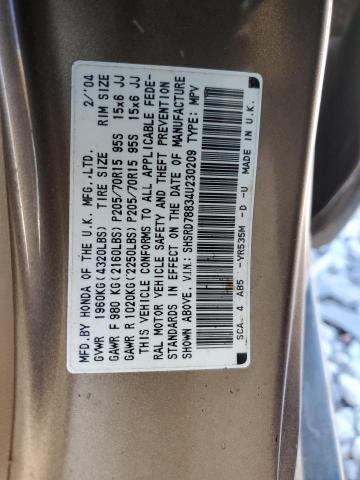 MFD.BY HONDA OF THE U.K. MFG.,LTD. 2/'04
GVWR 1960KG(4320LBS) TIRE SIZE RIM SIZE
GAWR F 980 KG(2160LBS) P205/70R15 95S 15x6 JJ
GAWR R 1020KG(2250LBS) P205/70R15 95S 15x6 JJ
THIS VEHICLE CONFORMS TO ALL APPLICABLE FEDE-
RAL MOTOR VEHICLE SAFETY AND THEFT PREVENTION
STANDARDS IN EFFECT ON THE DATE OF MANUFACTURE
SHOWN ABOVE. V.I.N: SHSRD78834U230209 TYPE: MPV
SCA- 4 AB5 -YR535M -D -U MADE IN U.K.